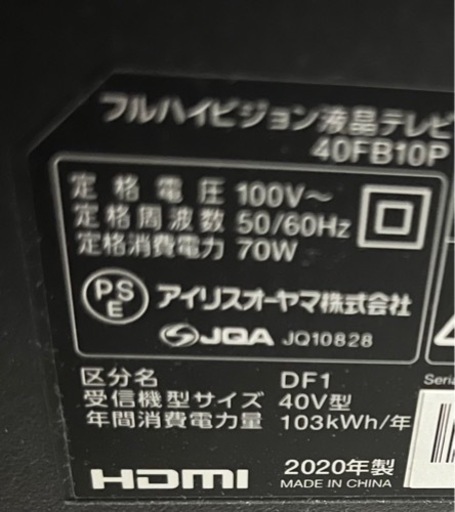 フルハイビジョン液晶テレビ
40FB10P
定格電圧 100V～
定格周波数 50/60Hz
定格消費電力 70W
PSE アイリスオーヤマ株式会社
JQA JQ10828
区分名 DF1
受信機型サイズ 40V型
年間消費電力量 103kWh/年
Seria
HDMI 2020年製
MADE IN CHINA